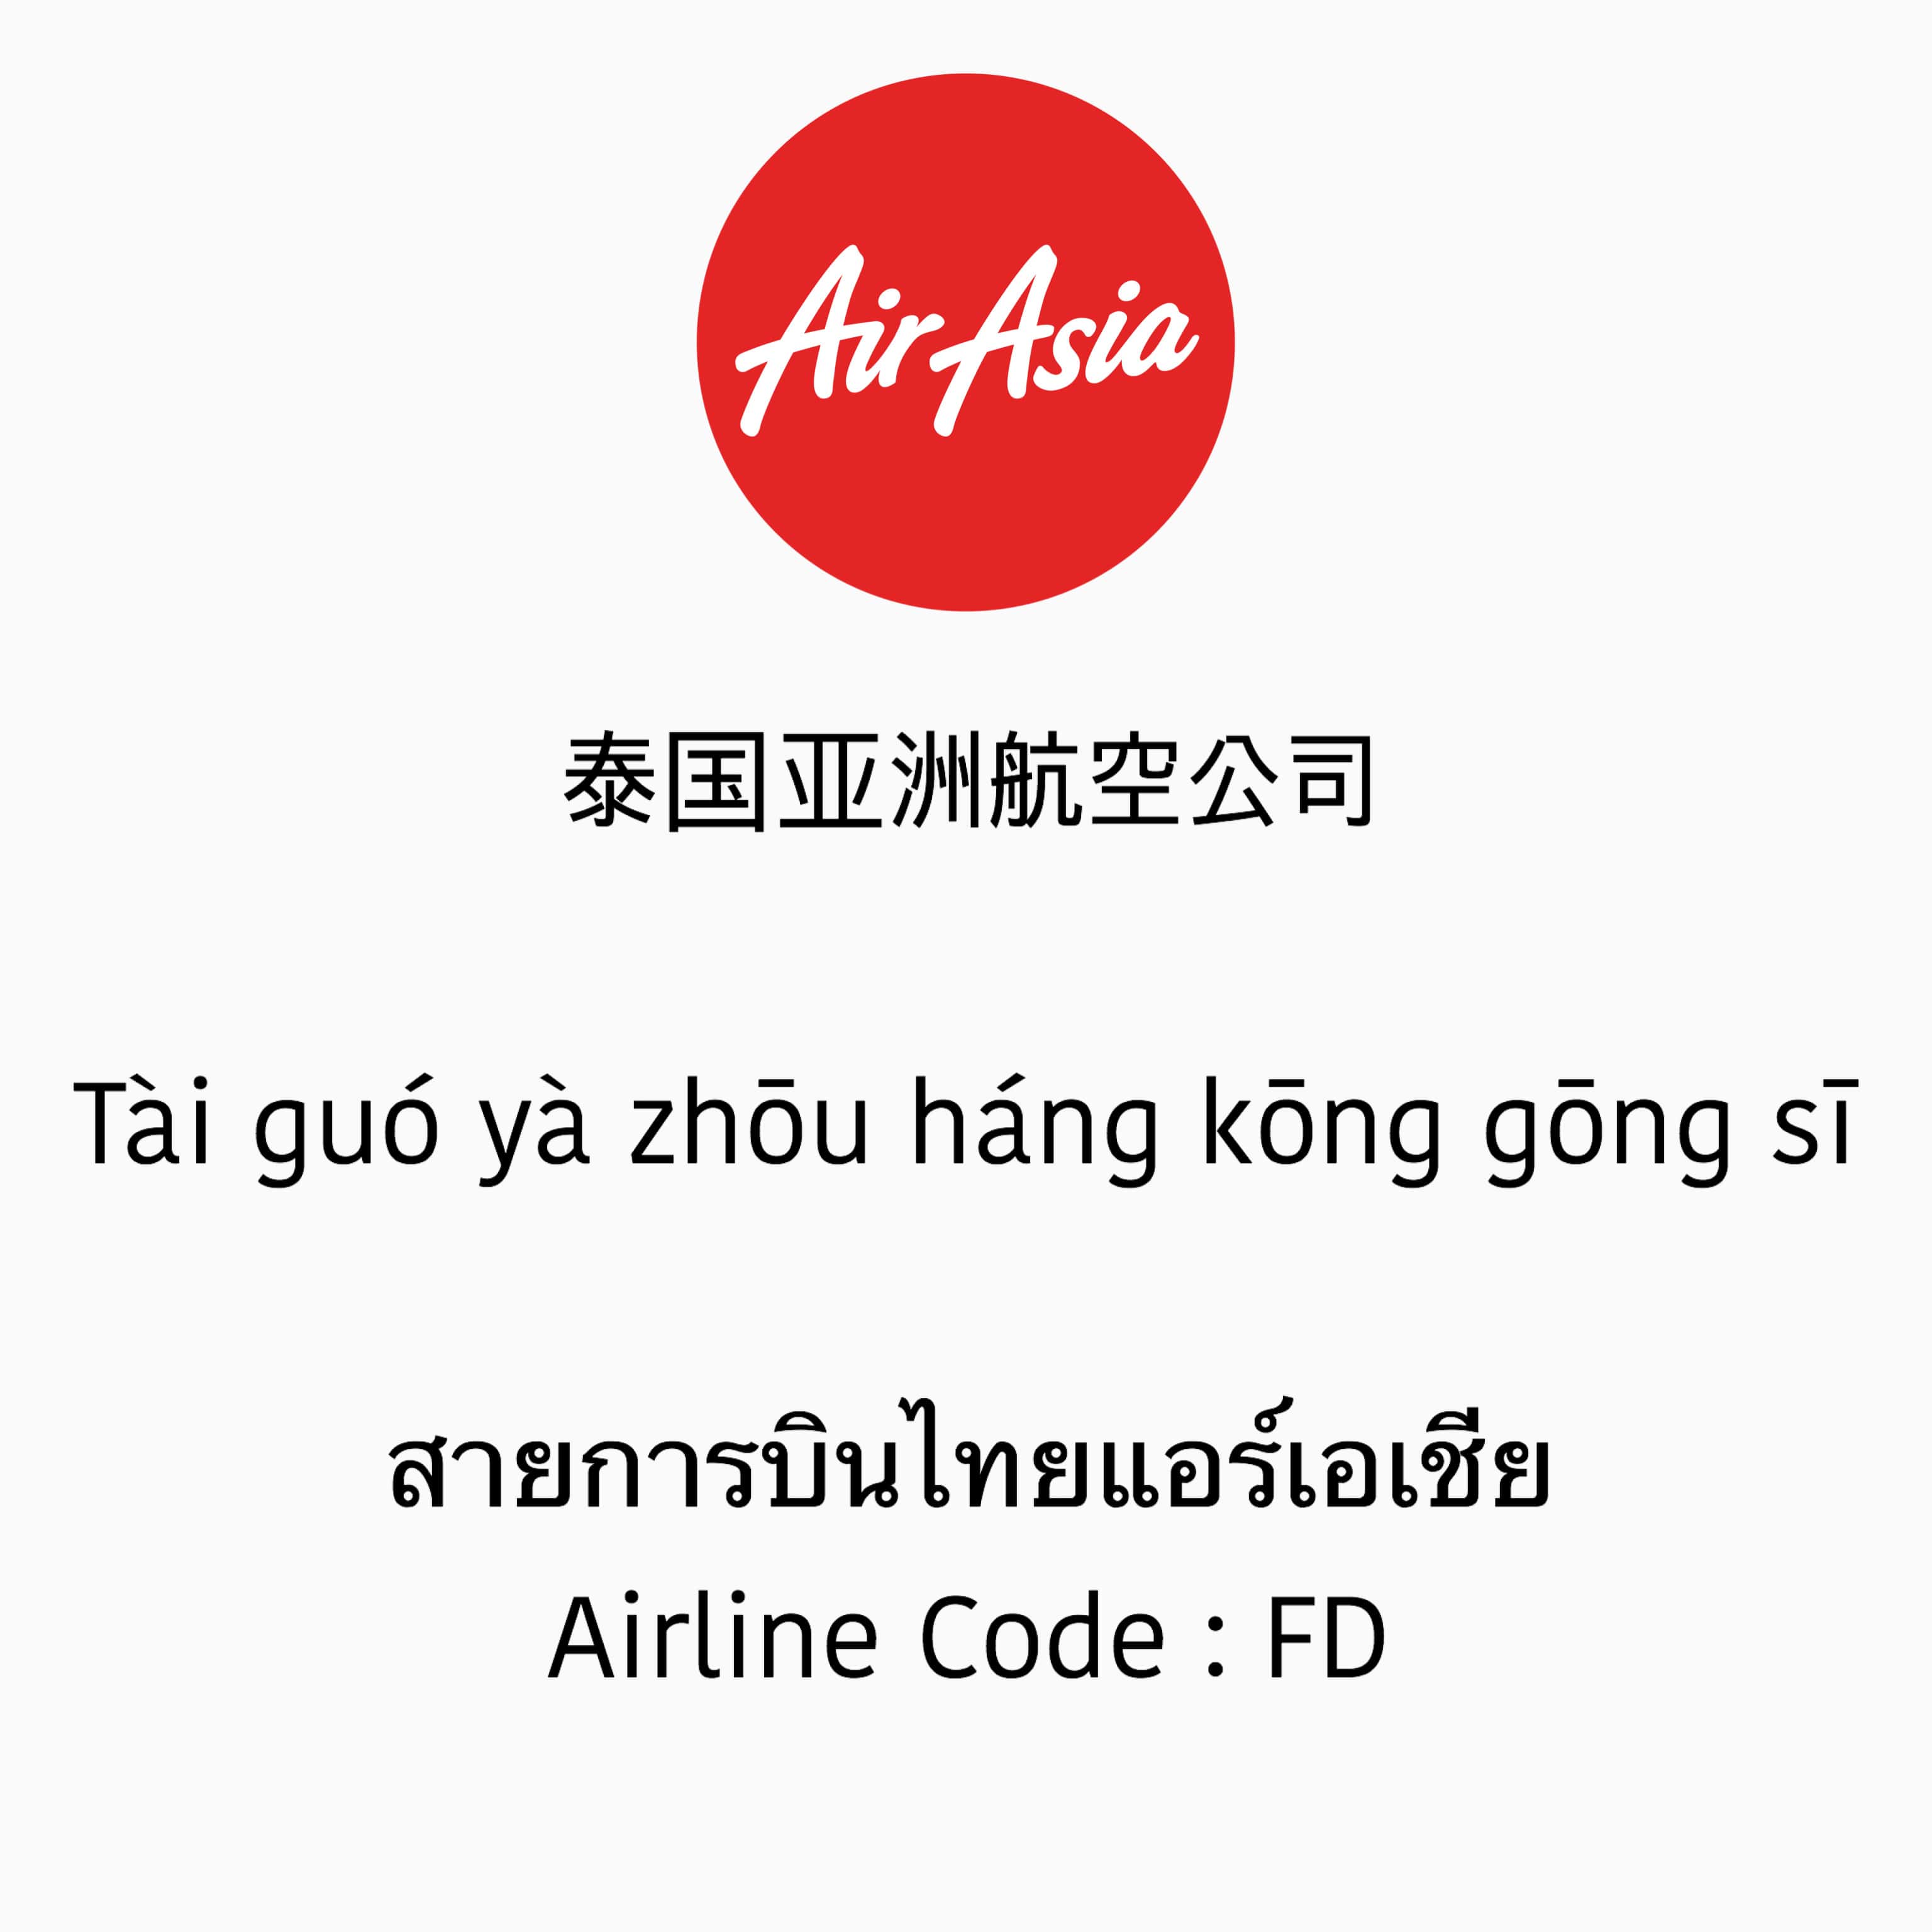 AirAsia
泰国亚洲航空公司
Tài guó yà zhōu háng kōng gōng sī
สายการบินไทยแอร์เอเชีย
Airline Code : FD